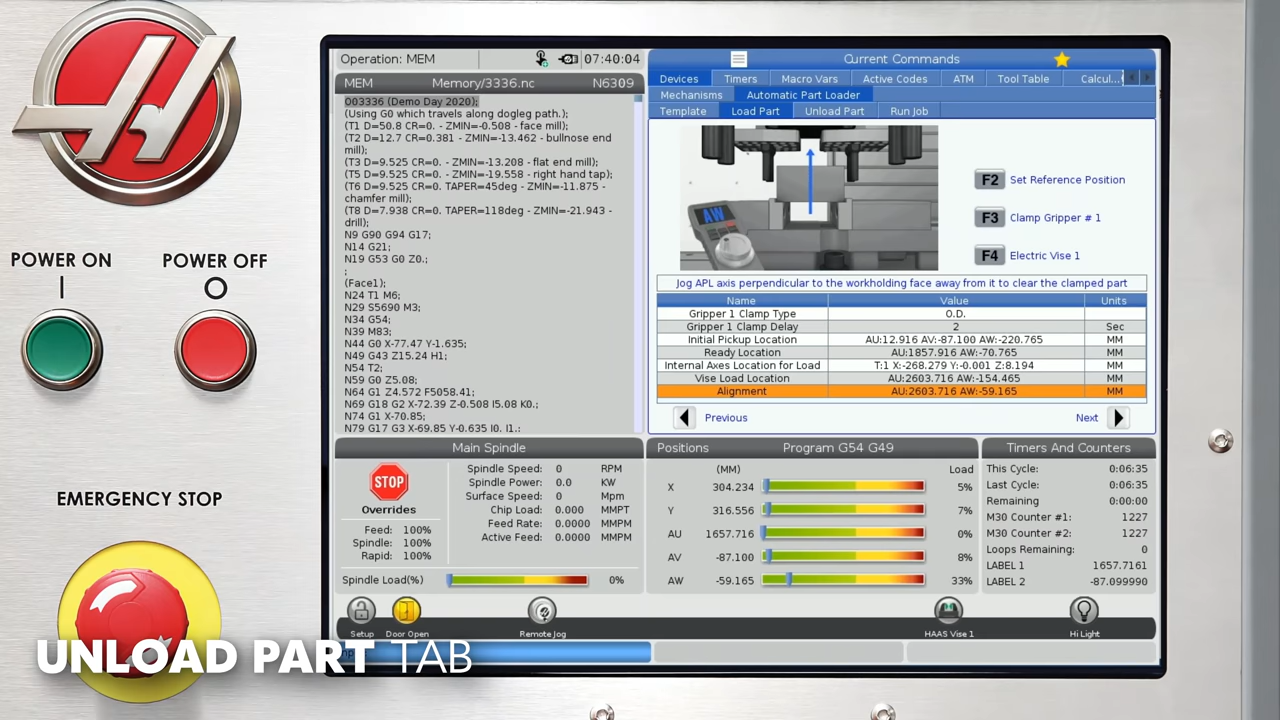 POWER ON
POWER OFF
EMERGENCY STOP
UNLOAD PART TAB
Operation: MEM
07:40:04
MEM Memory/3336.nc N6309
O03336 (Demo Day 2020);
(Using G0 which travels along dogleg path.);
(T1 D=50.8 CR=0. - ZMIN=-0.508 - face mill);
(T2 D=12.7 CR=0.381 - ZMIN=-13.462 - bullnose end
mill);
(T3 D=9.525 CR=0. - ZMIN=-13.208 - flat end mill);
(T5 D=9.525 CR=0. - ZMIN=-19.558 - right hand tap);
(T6 D=9.525 CR=0. TAPER=45deg - ZMIN=-11.875 -
chamfer mill);
(T8 D=7.938 CR=0. TAPER=118deg - ZMIN=-21.943 -
drill);
N9 G90 G94 G17;
N14 G21;
N19 G53 G0 Z0.;
;
(Face1);
N24 T1 M6;
N29 S5690 M3;
N34 G54;
N39 M83;
N44 G0 X-77.47 Y-1.635;
N49 G43 Z15.24 H1;
N54 T2;
N59 G0 Z5.08;
N64 G1 Z4.572 F5058.41;
N69 G18 G2 X-72.39 Z-0.508 I5.08 K0.;
N74 G1 X-70.85;
N79 G17 G3 X-69.85 Y-0.635 I0. J1.;
Current Commands
Devices Timers Macro Vars Active Codes ATM Tool Table Calcul...
Mechanisms Automatic Part Loader
Template Load Part Unload Part Run Job
AW
F2 Set Reference Position
F3 Clamp Gripper # 1
F4 Electric Vise 1
Jog APL axis perpendicular to the workholding face away from it to clear the clamped part
Name Value Units
Gripper 1 Clamp Type O.D.
Gripper 1 Clamp Delay 2 Sec
Initial Pickup Location AU:12.916 AV:-87.100 AW:-220.765 MM
Ready Location AU:1857.916 AW:-70.765 MM
Internal Axes Location for Load T:1 X:-268.279 Y:-0.001 Z:8.194 MM
Vise Load Location AU:2603.716 AW:-154.465 MM
Alignment AU:2603.716 AW:-59.165 MM
Previous Next
Main Spindle
STOP
Overrides
Feed: 100%
Spindle: 100%
Rapid: 100%
Spindle Speed: 0 RPM
Spindle Power: 0.0 KW
Surface Speed: 0 Mpm
Chip Load: 0.000 MMPT
Feed Rate: 0.0000 MMPM
Active Feed: 0.0000 MMPM
Spindle Load(%) 0%
Positions Program G54 G49
(MM) Load
X 304.234 5%
Y 316.556 7%
AU 1657.716 0%
AV -87.100 8%
AW -59.165 33%
Timers And Counters
This Cycle: 0:06:35
Last Cycle: 0:06:35
Remaining 0:00:00
M30 Counter #1: 1227
M30 Counter #2: 1227
Loops Remaining: 0
LABEL 1 1657.7161
LABEL 2 -87.099990
Setup Door Open Remote Jog HAAS Vise 1 Hi Light